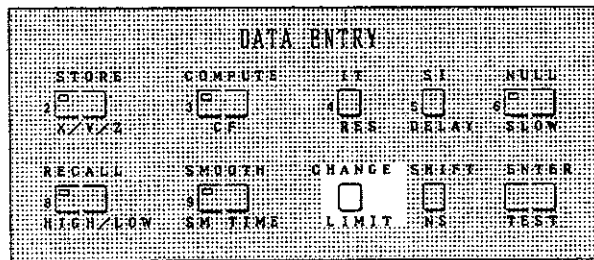 DATA ENTRY
STORE COMPUTE IT SI NULL
2 3 4 5 6
X/Y/Z CF RES DELAY SLOW
RECALL SMOOTH CHANGE SHIFT ENTER
8 9
HIGH/LOW SM TIME LIMIT NS TEST